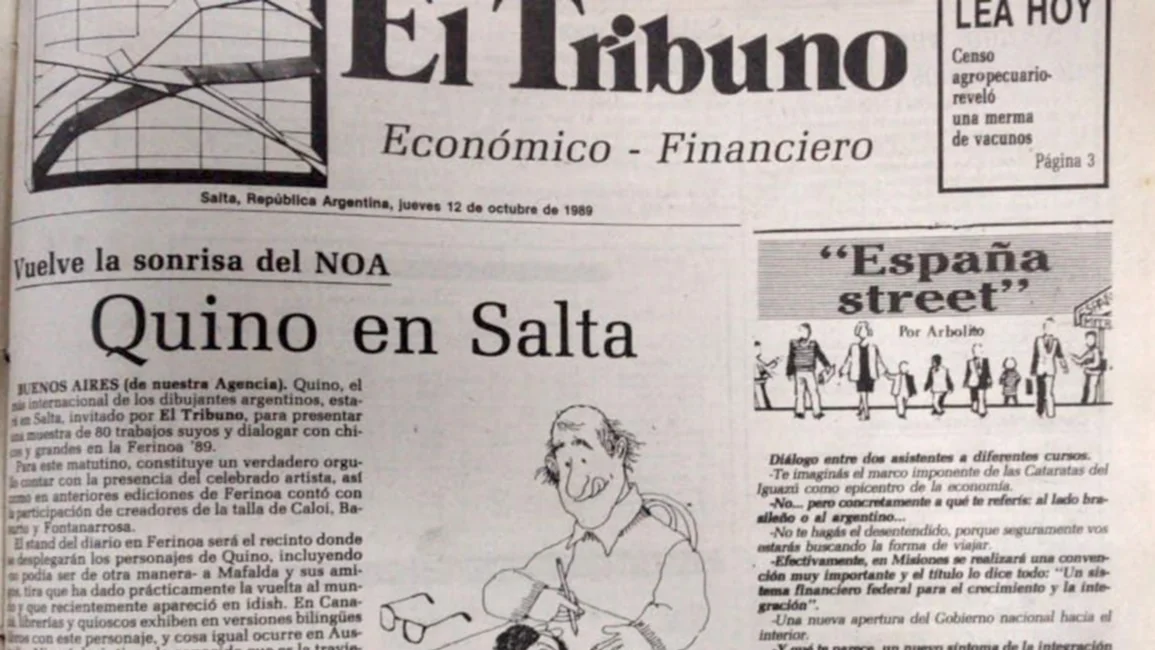 El Tribuno
Económico - Financiero
Salta, República Argentina, jueves 12 de octubre de 1989
LEA HOY
Censo
agropecuario-
reveló
una merma
de vacunos
Página 3
Vuelve la sonrisa del NOA
Quino en Salta
BUENOS AIRES (de nuestra Agencia). Quino, el
internacional de los dibujantes argentinos, esta-
en Salta, invitado por El Tribuno, para presentar
muestra de 80 trabajos suyos y dialogar con chi-
y grandes en la Ferinoa '89.
Para este matutino, constituye un verdadero orgu-
contar con la presencia del celebrado artista, así
en anteriores ediciones de Ferinoa contó con
participación de creadores de la talla de Caloi, Ba-
y Fontanarrosa.
El stand del diario en Ferinoa será el recinto donde
desplegarán los personajes de Quino, incluyendo
podía ser de otra manera- a Mafalda y sus ami-
tira que ha dado prácticamente la vuelta al mun-
y que recientemente apareció en idish. En Cana-
librerías y quioscos exhiben en versiones bilingües
con este personaje, y cosa igual ocurre en Aus-
"España
street"
Por Arbolito
Diálogo entre dos asistentes a diferentes cursos.
-Te imaginás el marco imponente de las Cataratas del
Iguazú como epicentro de la economía.
-No... pero concretamente a qué te referís: al lado bra-
sileño o al argentino...
-No te hagás el desentendido, porque seguramente vos
estarás buscando la forma de viajar.
-Efectivamente, en Misiones se realizará una conven-
ción muy importante y el título lo dice todo: "Un sis-
tema financiero federal para el crecimiento y la inte-
gración".
-Una nueva apertura del Gobierno nacional hacia el
interior.
-Y qué te parece, un nuevo síntoma de la integración